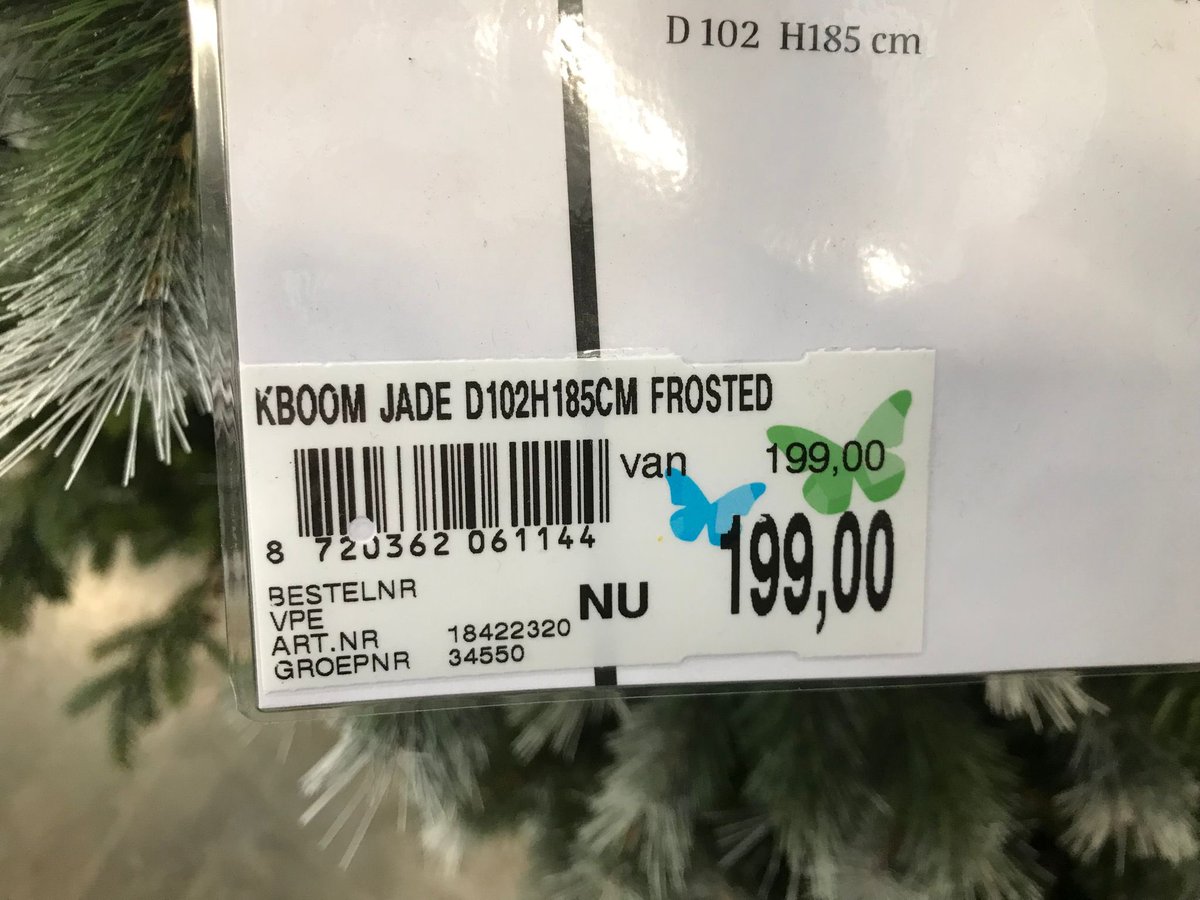 D 102 H185 cm
KBOOM JADE D102H185CM FROSTED
van 199,00
8 720362 061144
NU 199,00
BESTELNR
VPE
ART.NR 18422320
GROEPNR 34550